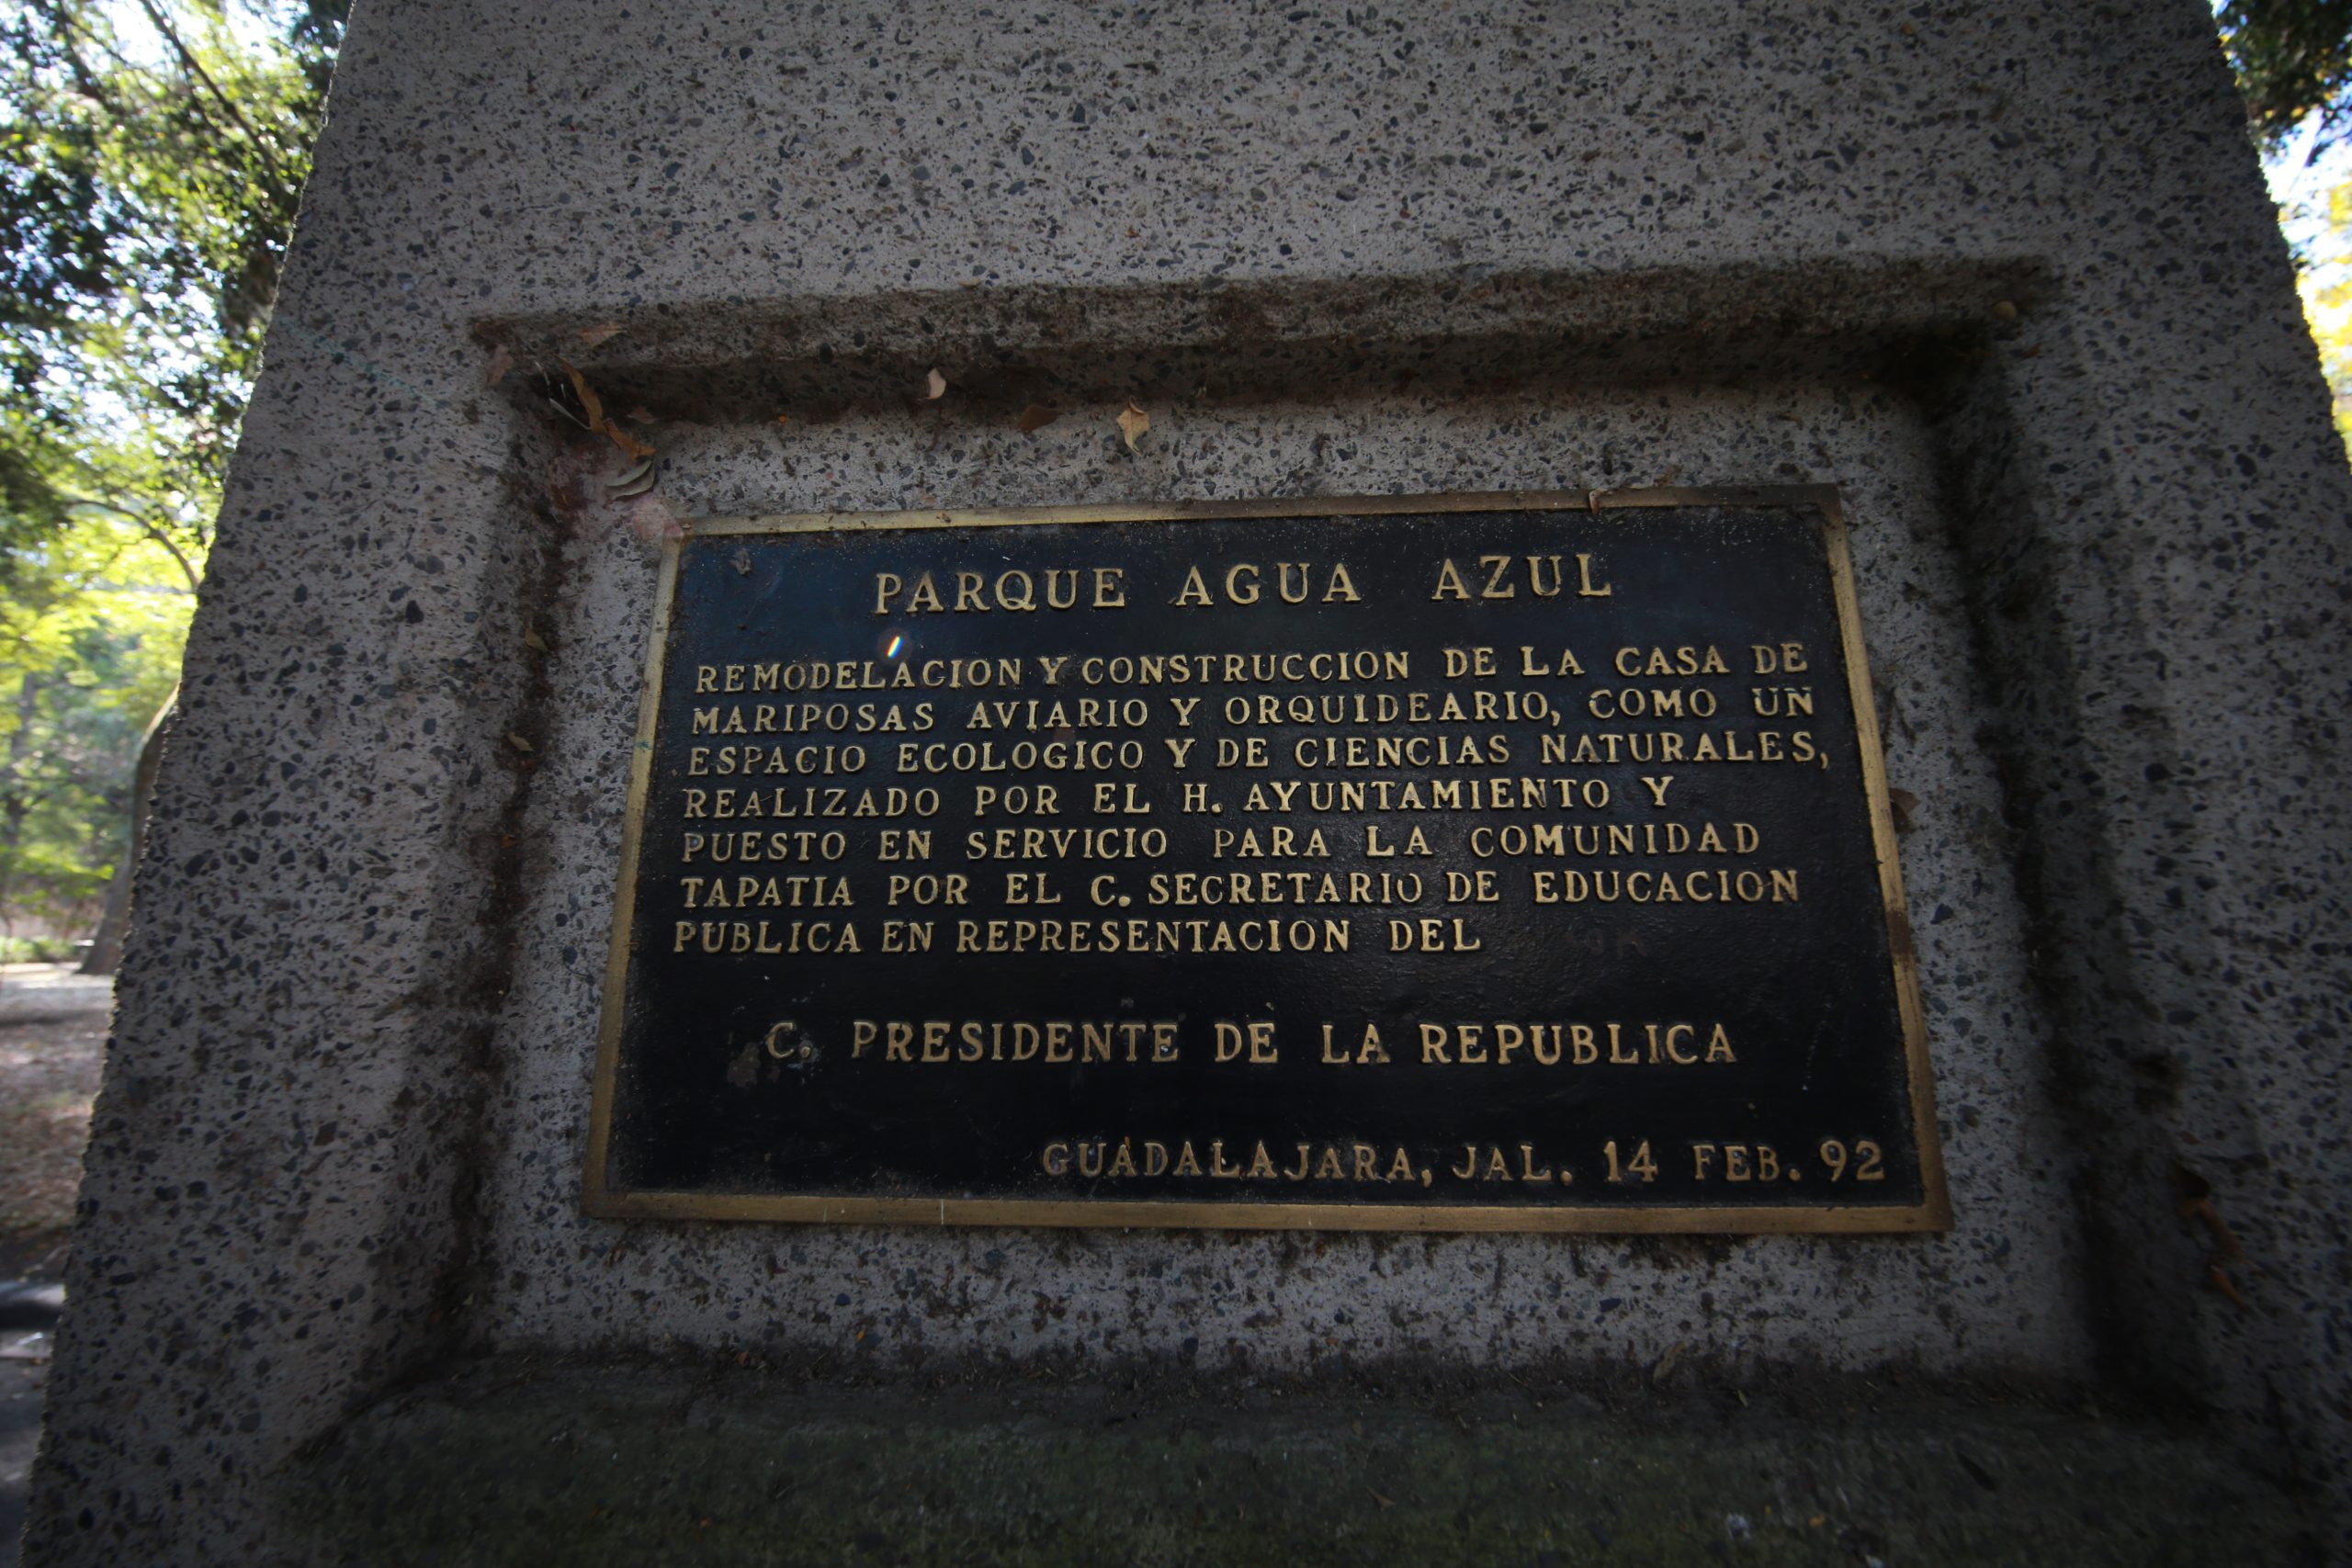 PARQUE AGUA AZUL
REMODELACION Y CONSTRUCCION DE LA CASA DE
MARIPOSAS AVIARIO Y ORQUIDEARIO, COMO UN
ESPACIO ECOLOGICO Y DE CIENCIAS NATURALES,
REALIZADO POR EL H. AYUNTAMIENTO Y
PUESTO EN SERVICIO PARA LA COMUNIDAD
TAPATIA POR EL C. SECRETARIO DE EDUCACION
PUBLICA EN REPRESENTACION DEL
C. PRESIDENTE DE LA REPUBLICA
GUADALAJARA, JAL. 14 FEB. 92